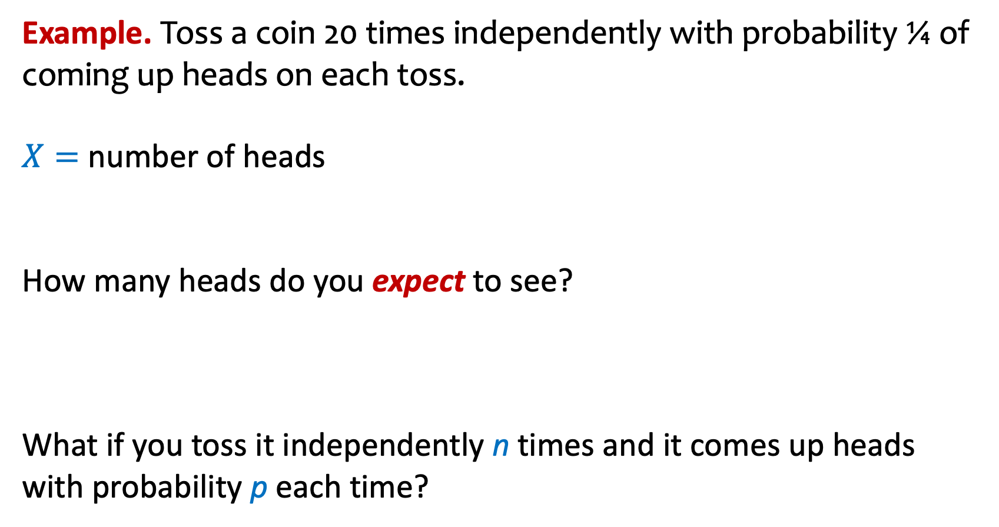 Example. Toss a coin 20 times independently with probability ¼ of
coming up heads on each toss.
X = number of heads
How many heads do you expect to see?
What if you toss it independently n times and it comes up heads
with probability p each time?